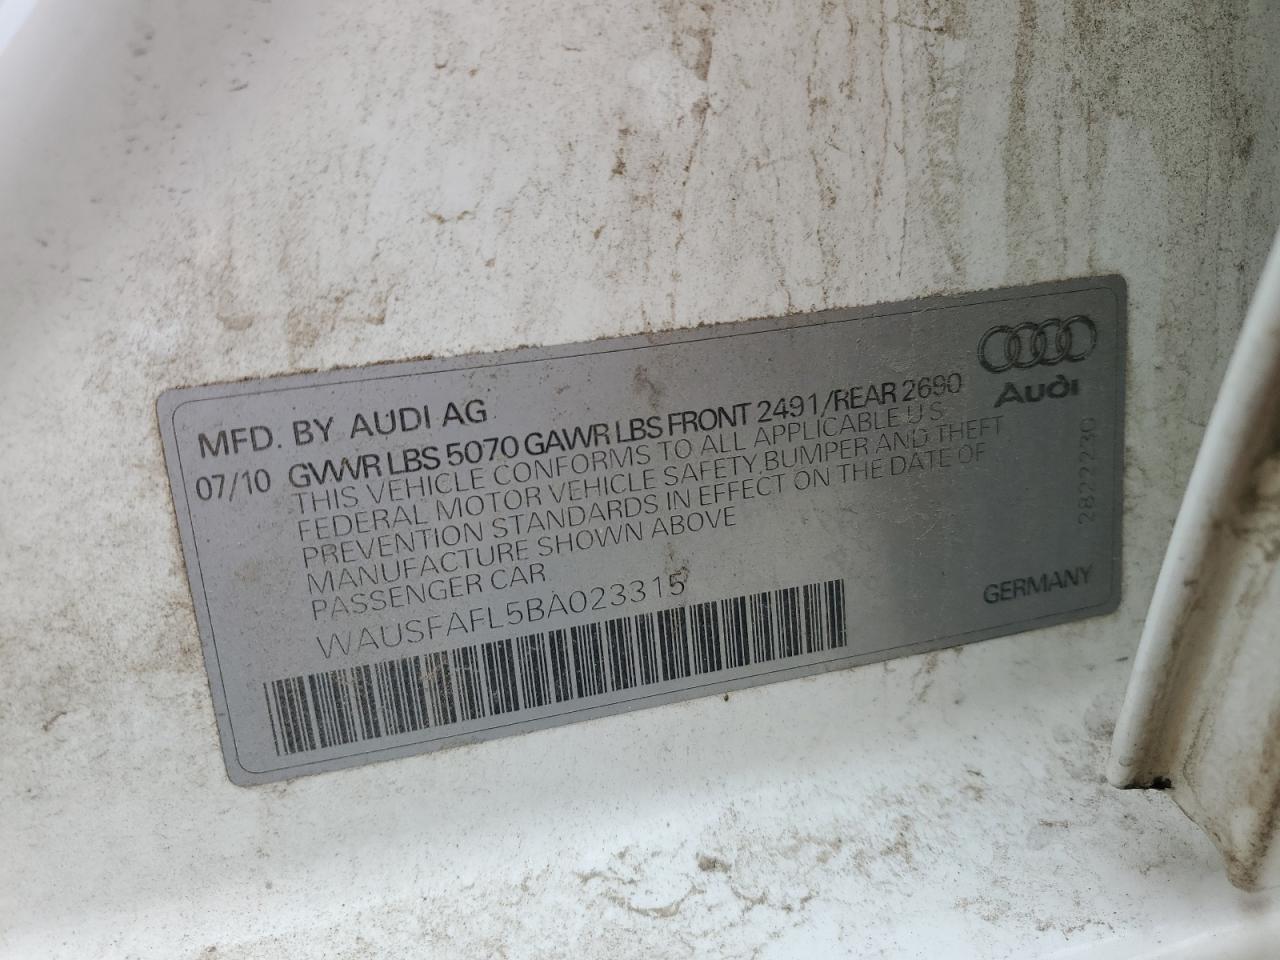 MFD. BY AUDI AG
07/10 GVWR LBS 5070 GAWR LBS FRONT 2491/REAR 2690
THIS VEHICLE CONFORMS TO ALL APPLICABLE U.S.
FEDERAL MOTOR VEHICLE SAFETY, BUMPER AND THEFT
PREVENTION STANDARDS IN EFFECT ON THE DATE OF
MANUFACTURE SHOWN ABOVE
PASSENGER CAR
WAUSFAFL5BA023315
Audi
2822230
GERMANY